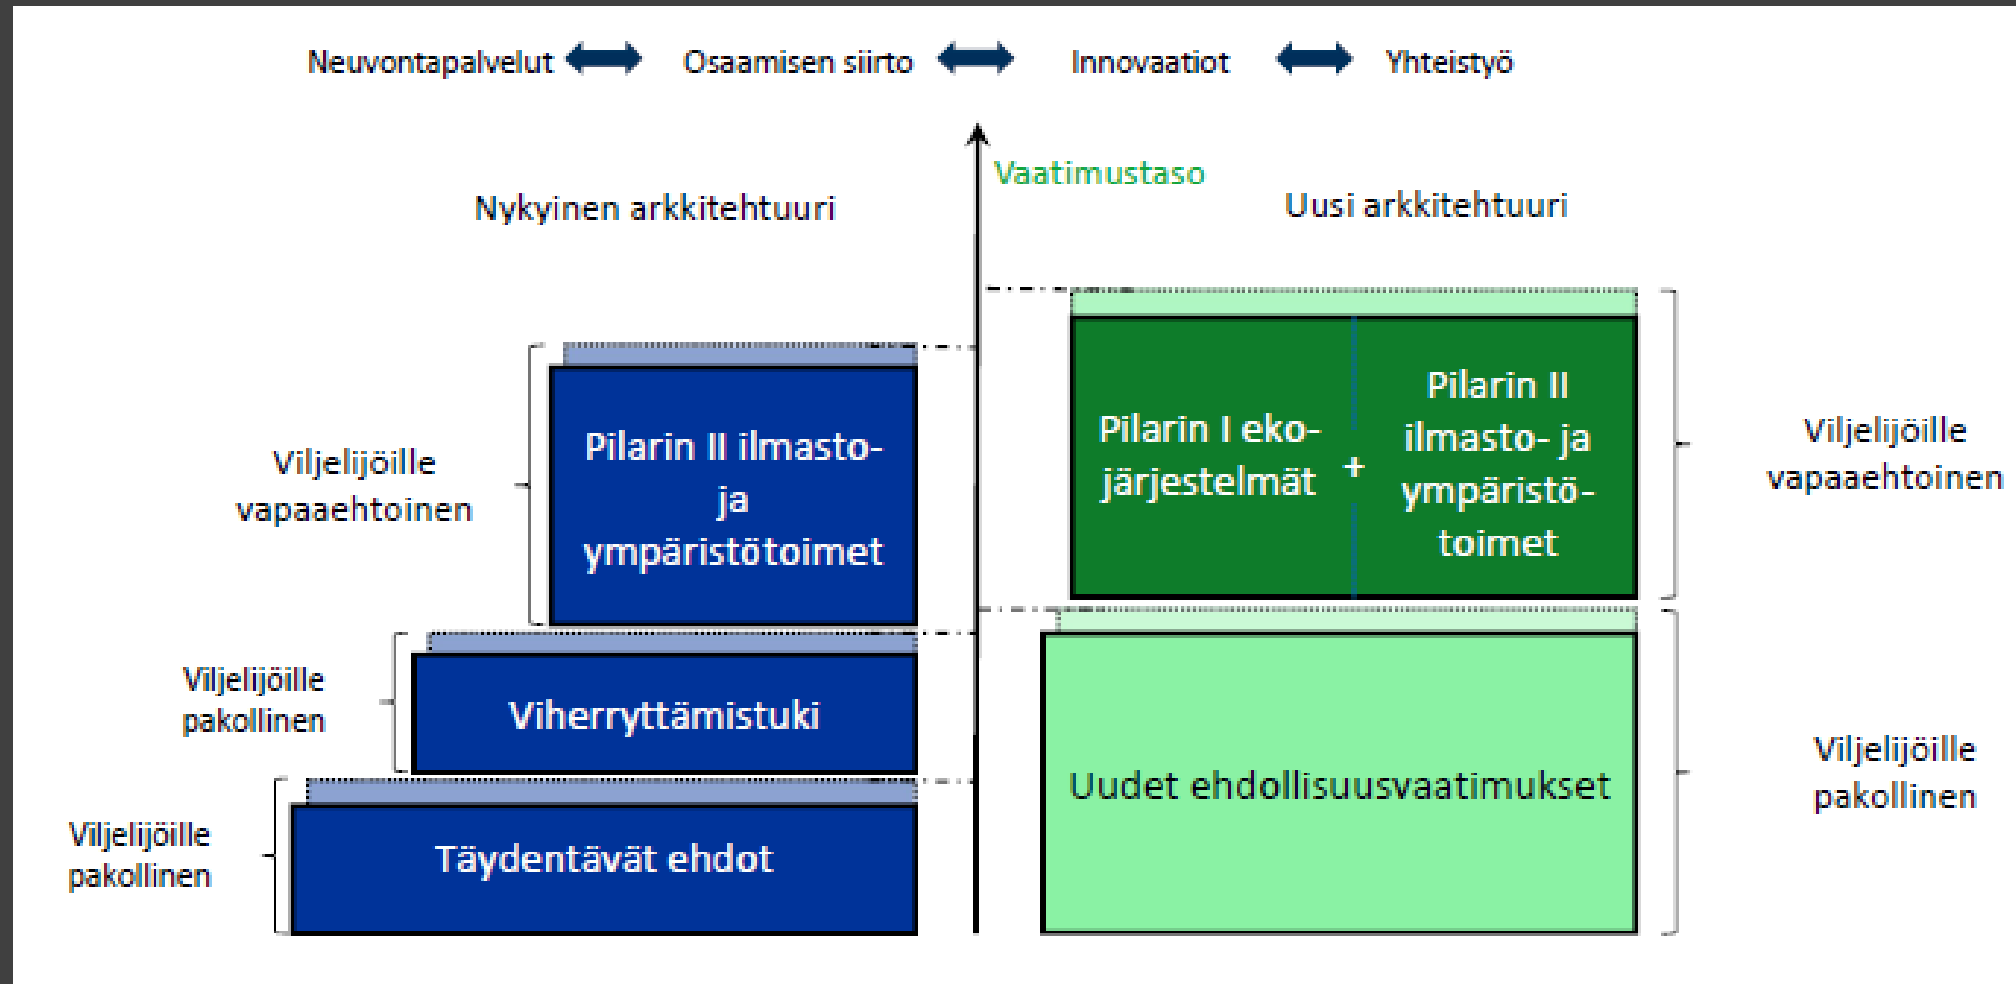 Neuvontapalvelut Osaamisen siirto Innovaatiot Yhteistyö
Vaatimustaso
Nykyinen arkkitehtuuri
Uusi arkkitehtuuri
Viljelijöille
vapaaehtoinen
Pilarin II ilmasto-
ja
ympäristötoimet
Viljelijöille
pakollinen
Viherryttämistuki
Viljelijöille
pakollinen
Täydentävät ehdot
Pilarin I eko-
järjestelmät
+
Pilarin II
ilmasto- ja
ympäristö-
toimet
Viljelijöille
vapaaehtoinen
Uudet ehdollisuusvaatimukset
Viljelijöille
pakollinen